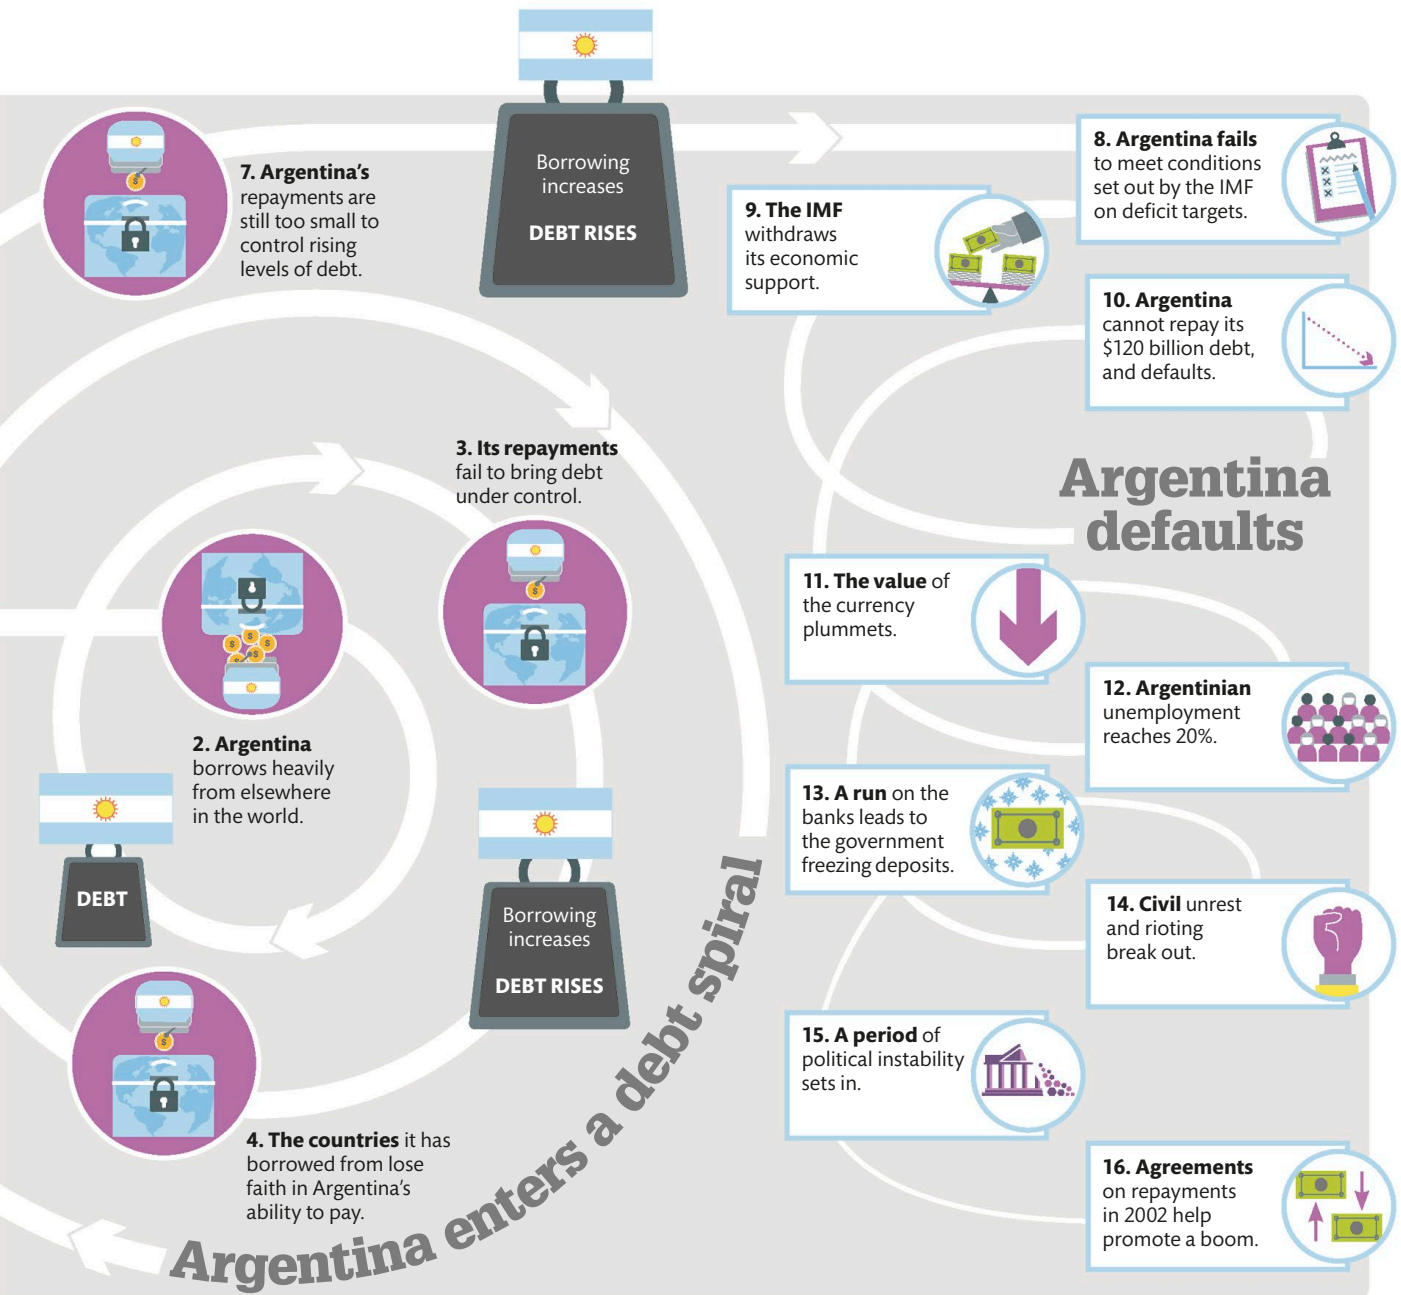 2. Argentina
borrows heavily
from elsewhere
in the world.
DEBT
3. Its repayments
fail to bring debt
under control.
Borrowing
increases
DEBT RISES
4. The countries it has
borrowed from lose
faith in Argentina's
ability to pay.
Argentina enters a debt spiral
7. Argentina's
repayments are
still too small to
control rising
levels of debt.
Borrowing
increases
DEBT RISES
8. Argentina fails
to meet conditions
set out by the IMF
on deficit targets.
9. The IMF
withdraws
its economic
support.
10. Argentina
cannot repay its
$120 billion debt,
and defaults.
Argentina
defaults
11. The value of
the currency
plummets.
12. Argentinian
unemployment
reaches 20%.
13. A run on the
banks leads to
the government
freezing deposits.
14. Civil unrest
and rioting
break out.
15. A period of
political instability
sets in.
16. Agreements
on repayments
in 2002 help
promote a boom.